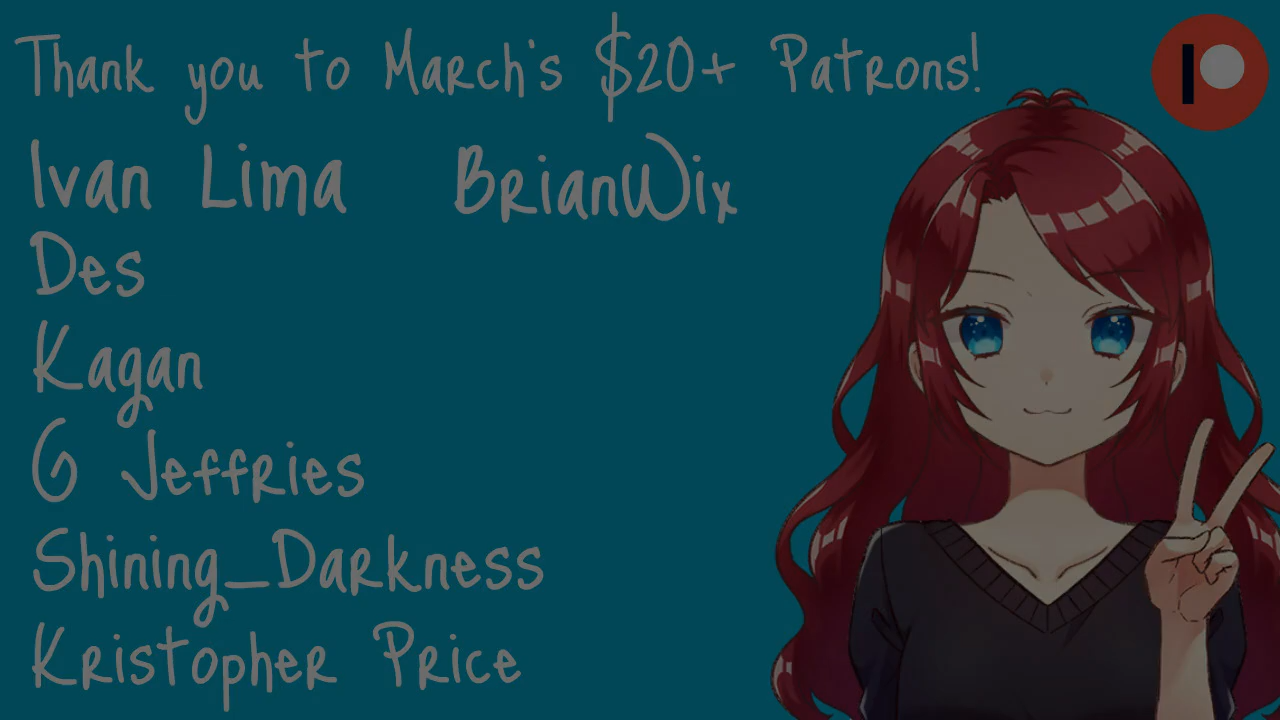 Thank you to March's $20+ Patrons!
Ivan Lima BrianWix
Des
Kagan
G Jeffries
Shining_Darkness
Kristopher Price